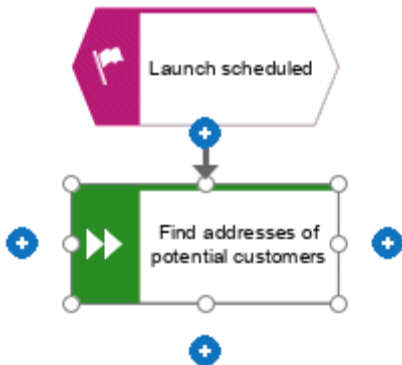 Launch scheduled
Find addresses of
potential customers